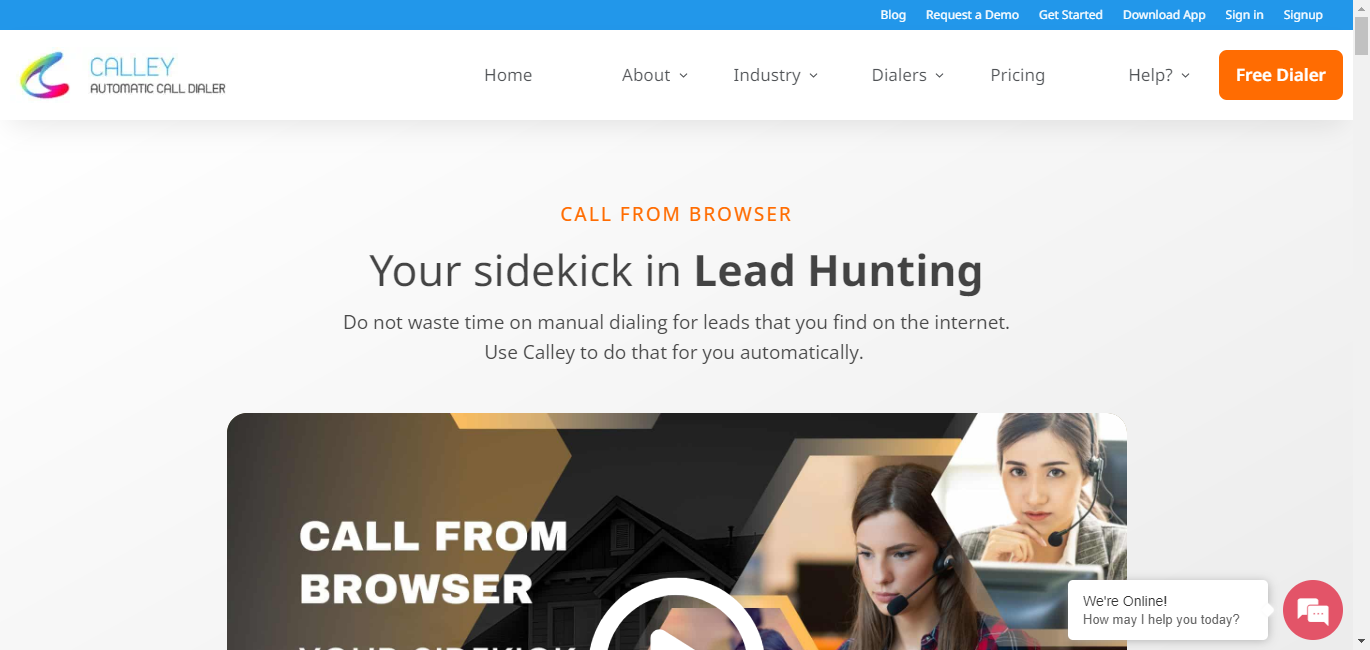 Blog Request a Demo Get Started Download App Sign in Signup
CALLEY
AUTOMATIC CALL DIALER
Home About Industry Dialers Pricing Help? Free Dialer
CALL FROM BROWSER
Your sidekick in Lead Hunting
Do not waste time on manual dialing for leads that you find on the internet.
Use Calley to do that for you automatically.
CALL FROM
BROWSER
YOUR SIDEKICK
We're Online!
How may I help you today?